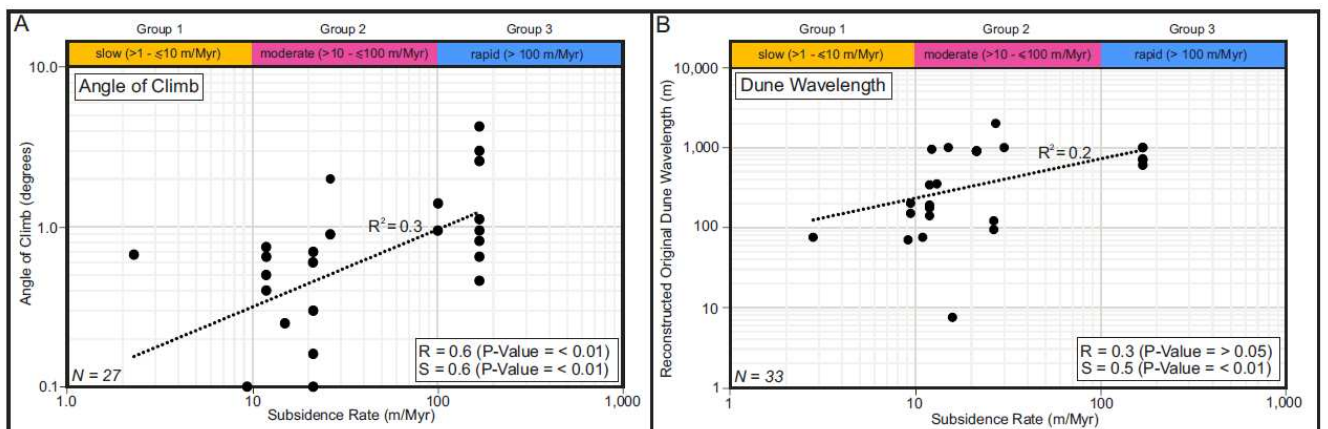 A
Group 1
Group 2
Group 3
slow (>1 - ⩽10 m/Myr)
moderate (>10 - ⩽100 m/Myr)
rapid (> 100 m/Myr)
Angle of Climb
Angle of Climb (degrees)
10.0
1.0
0.1
R² = 0.3
R = 0.6 (P-Value = < 0.01)
S = 0.6 (P-Value = < 0.01)
N = 27
1.0
10
100
1,000
Subsidence Rate (m/Myr)
B
Group 1
Group 2
Group 3
slow (>1 - ⩽10 m/Myr)
moderate (>10 - ⩽100 m/Myr)
rapid (> 100 m/Myr)
Dune Wavelength
Reconstructed Original Dune Wavelength (m)
10,000
1,000
100
10
1
R² = 0.2
R = 0.3 (P-Value = > 0.05)
S = 0.5 (P-Value = < 0.01)
N = 33
1
10
100
1,000
Subsidence Rate (m/Myr)